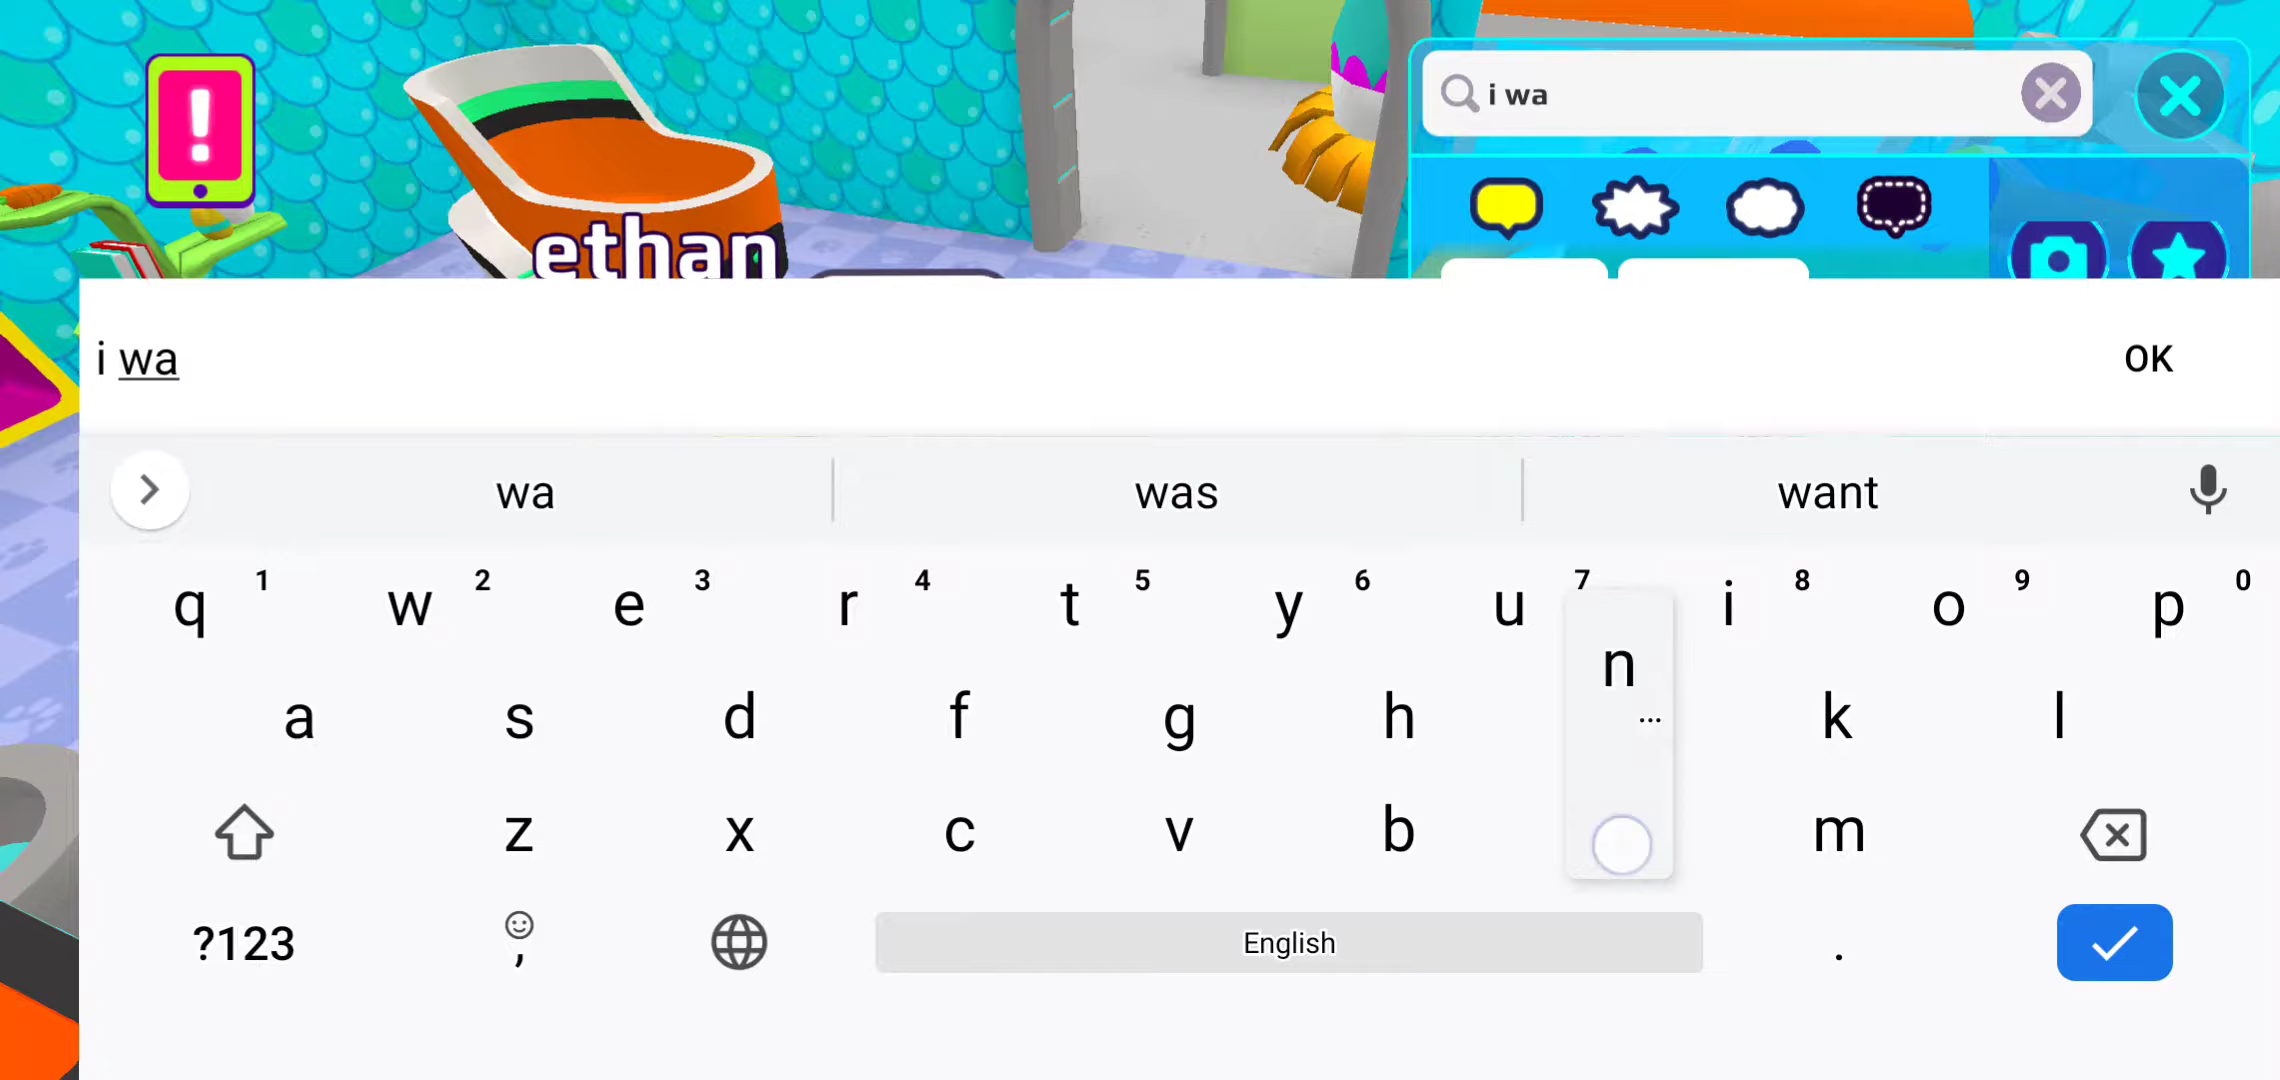 !
i wa
ethan
i wa
OK
wa was want
q 1 w 2 e 3 r 4 t 5 y 6 u 7 i 8 o 9 p 0
a s d f g h n ... k l
z x c v b m
?123 , English .